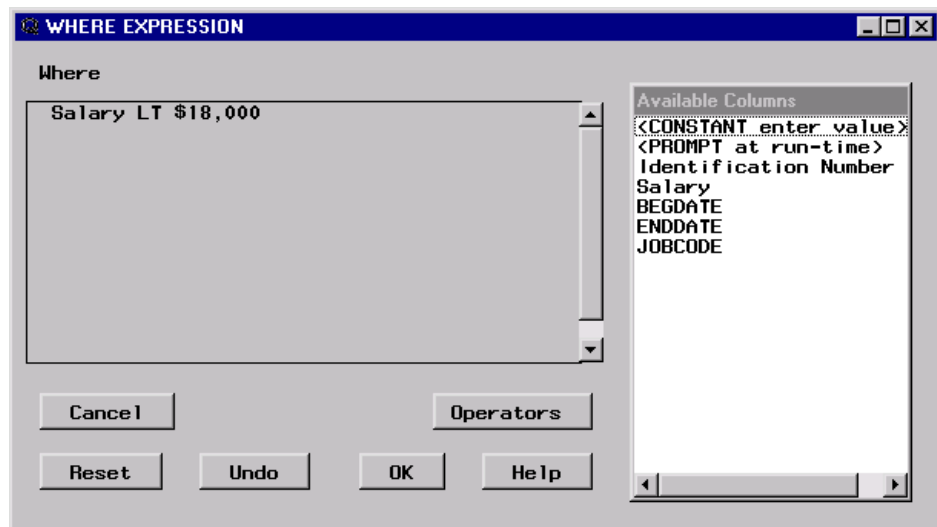 WHERE EXPRESSION
Where
Salary LT $18,000
Available Columns
<CONSTANT enter value>
<PROMPT at run-time>
Identification Number
Salary
BEGDATE
ENDDATE
JOBCODE
Cancel
Operators
Reset
Undo
OK
Help